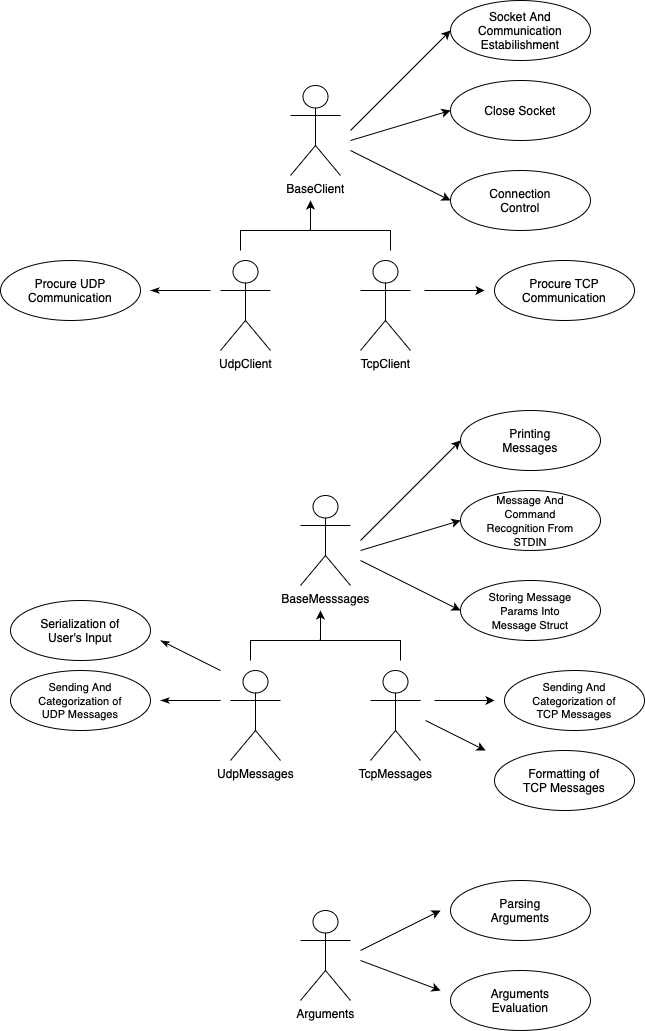 Socket And
Communication
Estabilishment
Close Socket
BaseClient
Connection
Control
Procure UDP
Communication
Procure TCP
Communication
UdpClient
TcpClient
Printing
Messages
Message And
Command
Recognition From
STDIN
BaseMesssages
Storing Message
Params Into
Message Struct
Serialization of
User's Input
Sending And
Categorization of
UDP Messages
Sending And
Categorization of
TCP Messages
UdpMessages
TcpMessages
Formatting of
TCP Messages
Parsing
Arguments
Arguments
Evaluation
Arguments